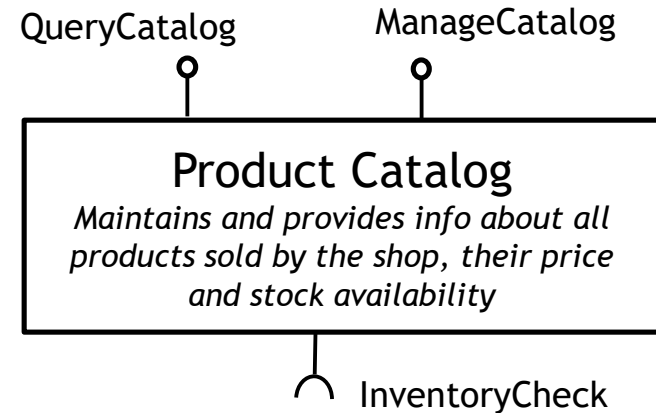 QueryCatalog
ManageCatalog
Product Catalog
Maintains and provides info about all
products sold by the shop, their price
and stock availability
InventoryCheck